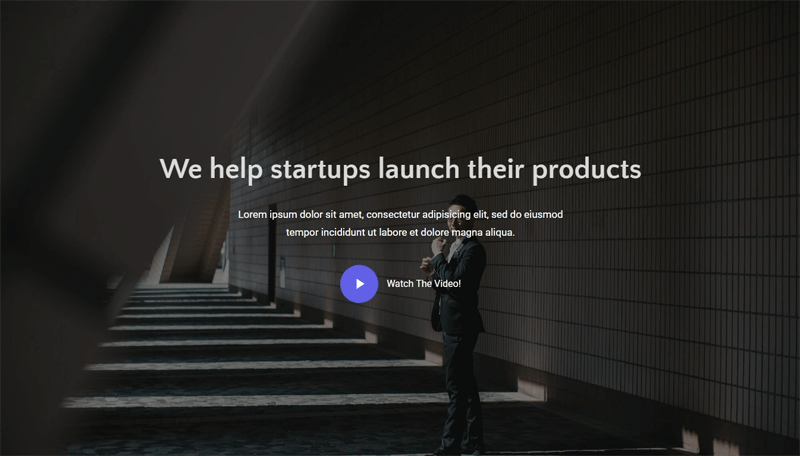 We help startups launch their products
Lorem ipsum dolor sit amet, consectetur adipisicing elit, sed do eiusmod
tempor incididunt ut labore et dolore magna aliqua.
Watch The Video!